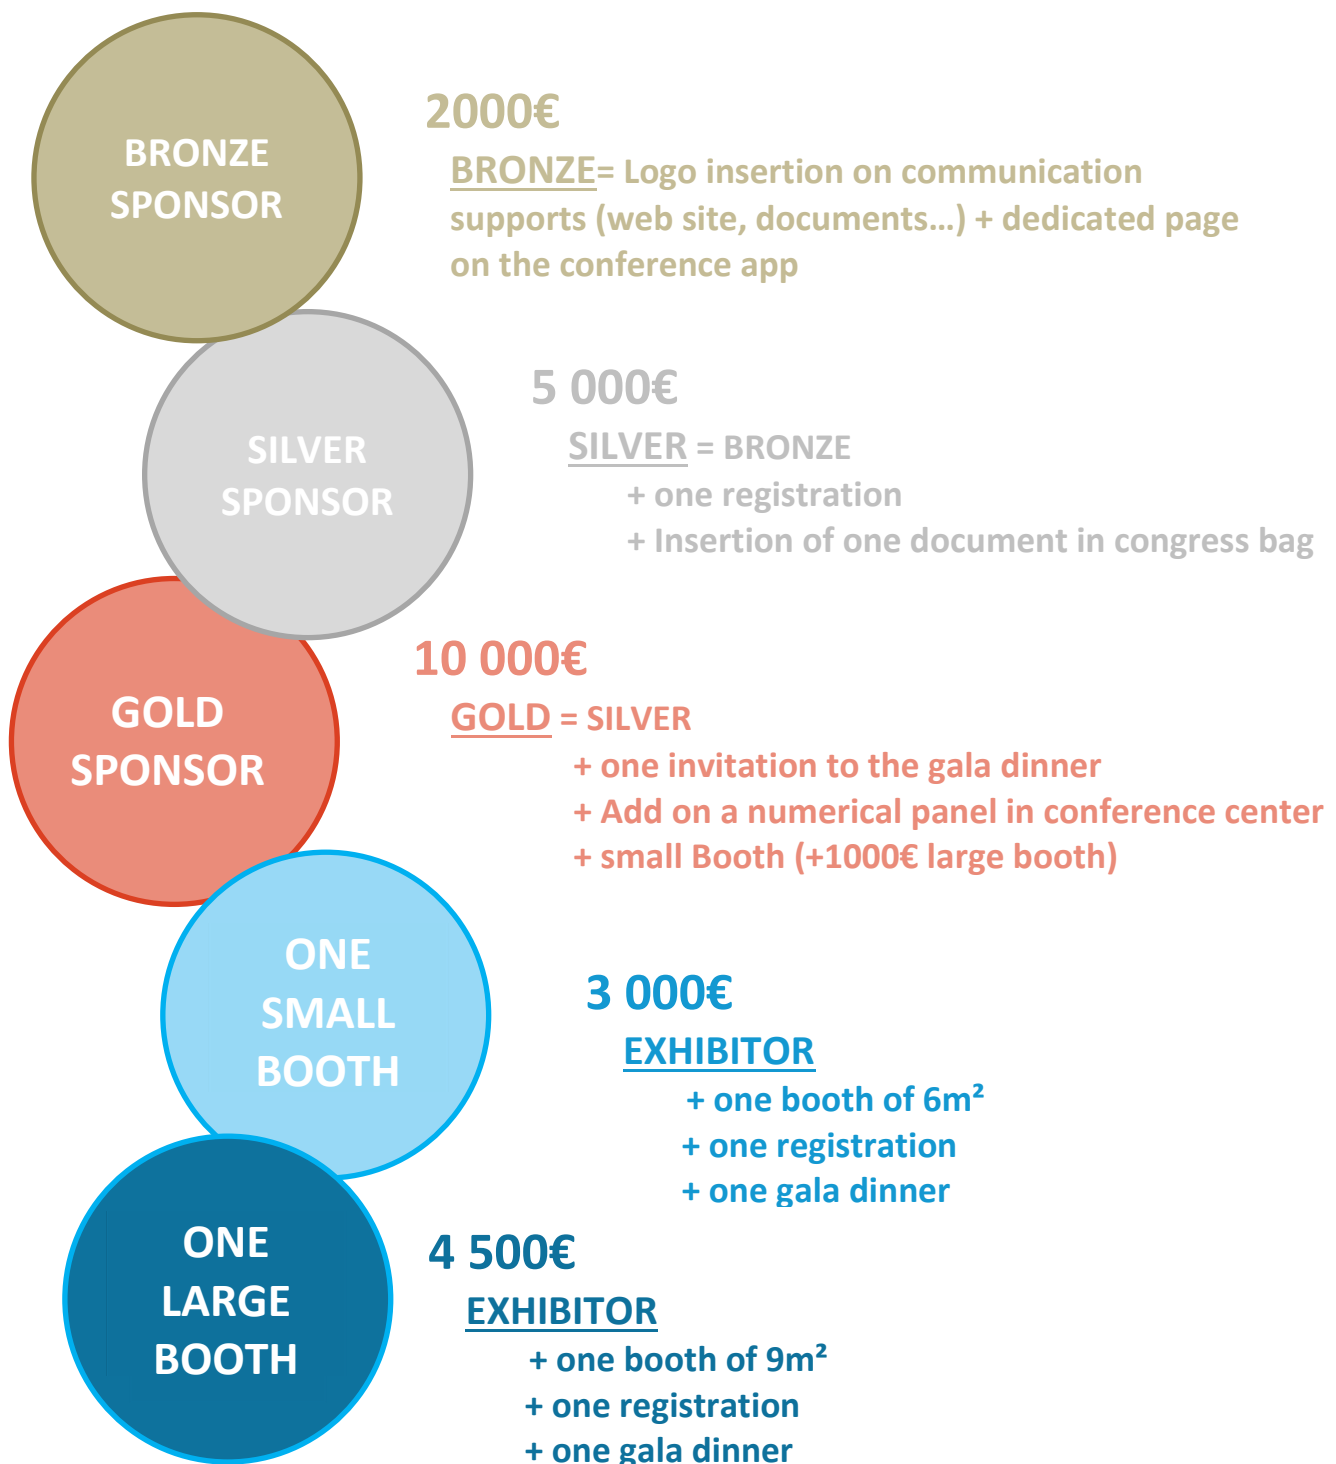 BRONZE
SPONSOR
2000€
BRONZE= Logo insertion on communication
supports (web site, documents…) + dedicated page
on the conference app
SILVER
SPONSOR
5 000€
SILVER = BRONZE
+ one registration
+ Insertion of one document in congress bag
GOLD
SPONSOR
10 000€
GOLD = SILVER
+ one invitation to the gala dinner
+ Add on a numerical panel in conference center
+ small Booth (+1000€ large booth)
ONE
SMALL
BOOTH
3 000€
EXHIBITOR
+ one booth of 6m²
+ one registration
+ one gala dinner
ONE
LARGE
BOOTH
4 500€
EXHIBITOR
+ one booth of 9m²
+ one registration
+ one gala dinner